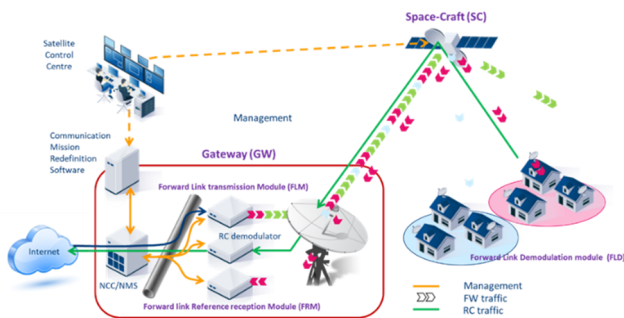 Space-Craft (SC)
Satellite
Control
Centre
Management
Communication
Mission
Redefinition
Software
Gateway (GW)
Forward Link transmission Module (FLM)
RC demodulator
Internet
NCC/NMS
Forward link Reference reception Module (FRM)
Forward Link Demodulation module (FLD)
Management
FW traffic
RC traffic